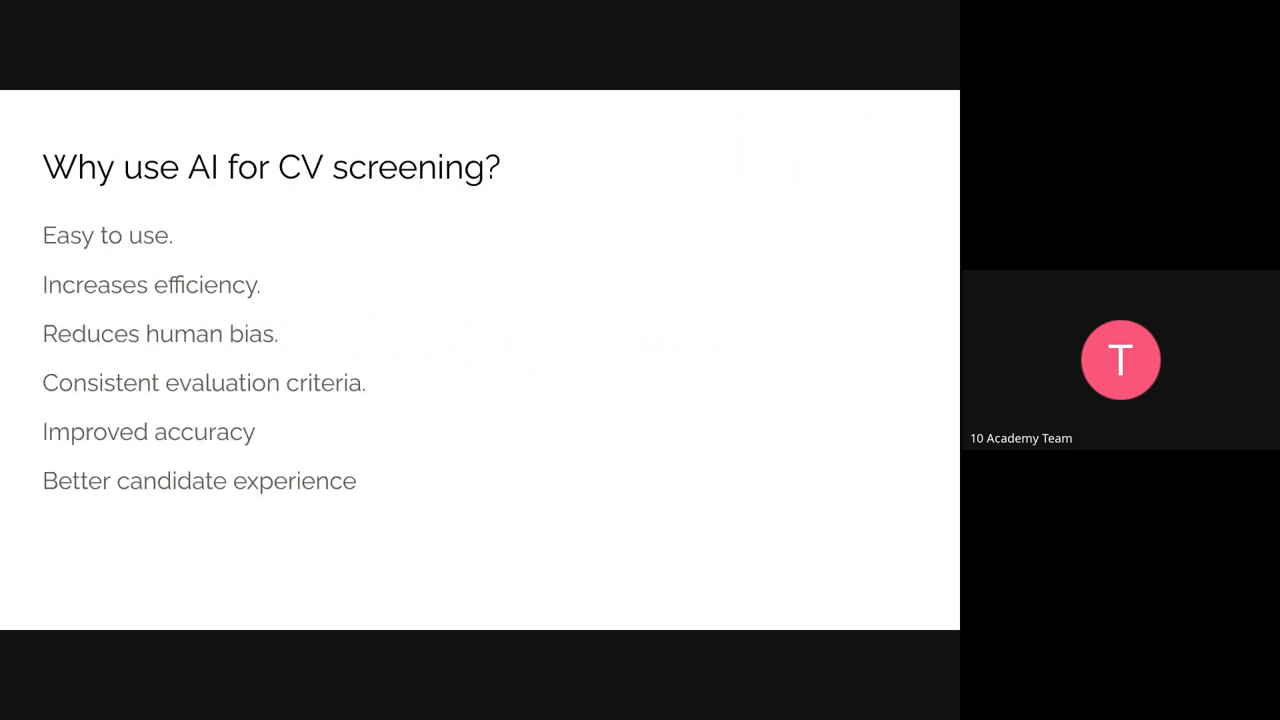 Why use AI for CV screening?
Easy to use.
Increases efficiency.
Reduces human bias.
Consistent evaluation criteria.
Improved accuracy
Better candidate experience
T
10 Academy Team